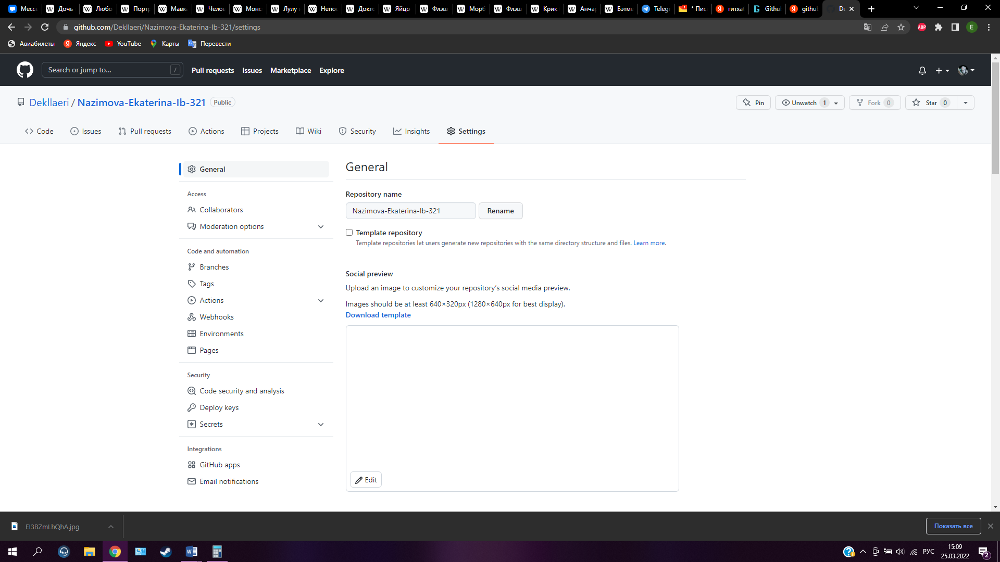 Месс Дочь Любо Порт Мавк Чело Монс Лулу Непо Докт Яйцо Флэш Морб Флэш Крик Анча Бэтме Telegr * Пис гитха Githu github De
github.com/Dekllaeri/Nazimova-Ekaterina-Ib-321/settings
Авиабилеты Яндекс YouTube Карты Перевести
Search or jump to... / Pull requests Issues Marketplace Explore
Dekllaeri / Nazimova-Ekaterina-Ib-321 Public Pin Unwatch 1 Fork 0 Star 0
Code Issues Pull requests Actions Projects Wiki Security Insights Settings
General
Access
Collaborators
Moderation options
Code and automation
Branches
Tags
Actions
Webhooks
Environments
Pages
Security
Code security and analysis
Deploy keys
Secrets
Integrations
GitHub apps
Email notifications
General
Repository name
Nazimova-Ekaterina-Ib-321 Rename
Template repository
Template repositories let users generate new repositories with the same directory structure and files. Learn more.
Social preview
Upload an image to customize your repository’s social media preview.
Images should be at least 640×320px (1280×640px for best display).
Download template
Edit
EI3BZmLhQhA.jpg Показать все
РУС 15:09
25.03.2022 2